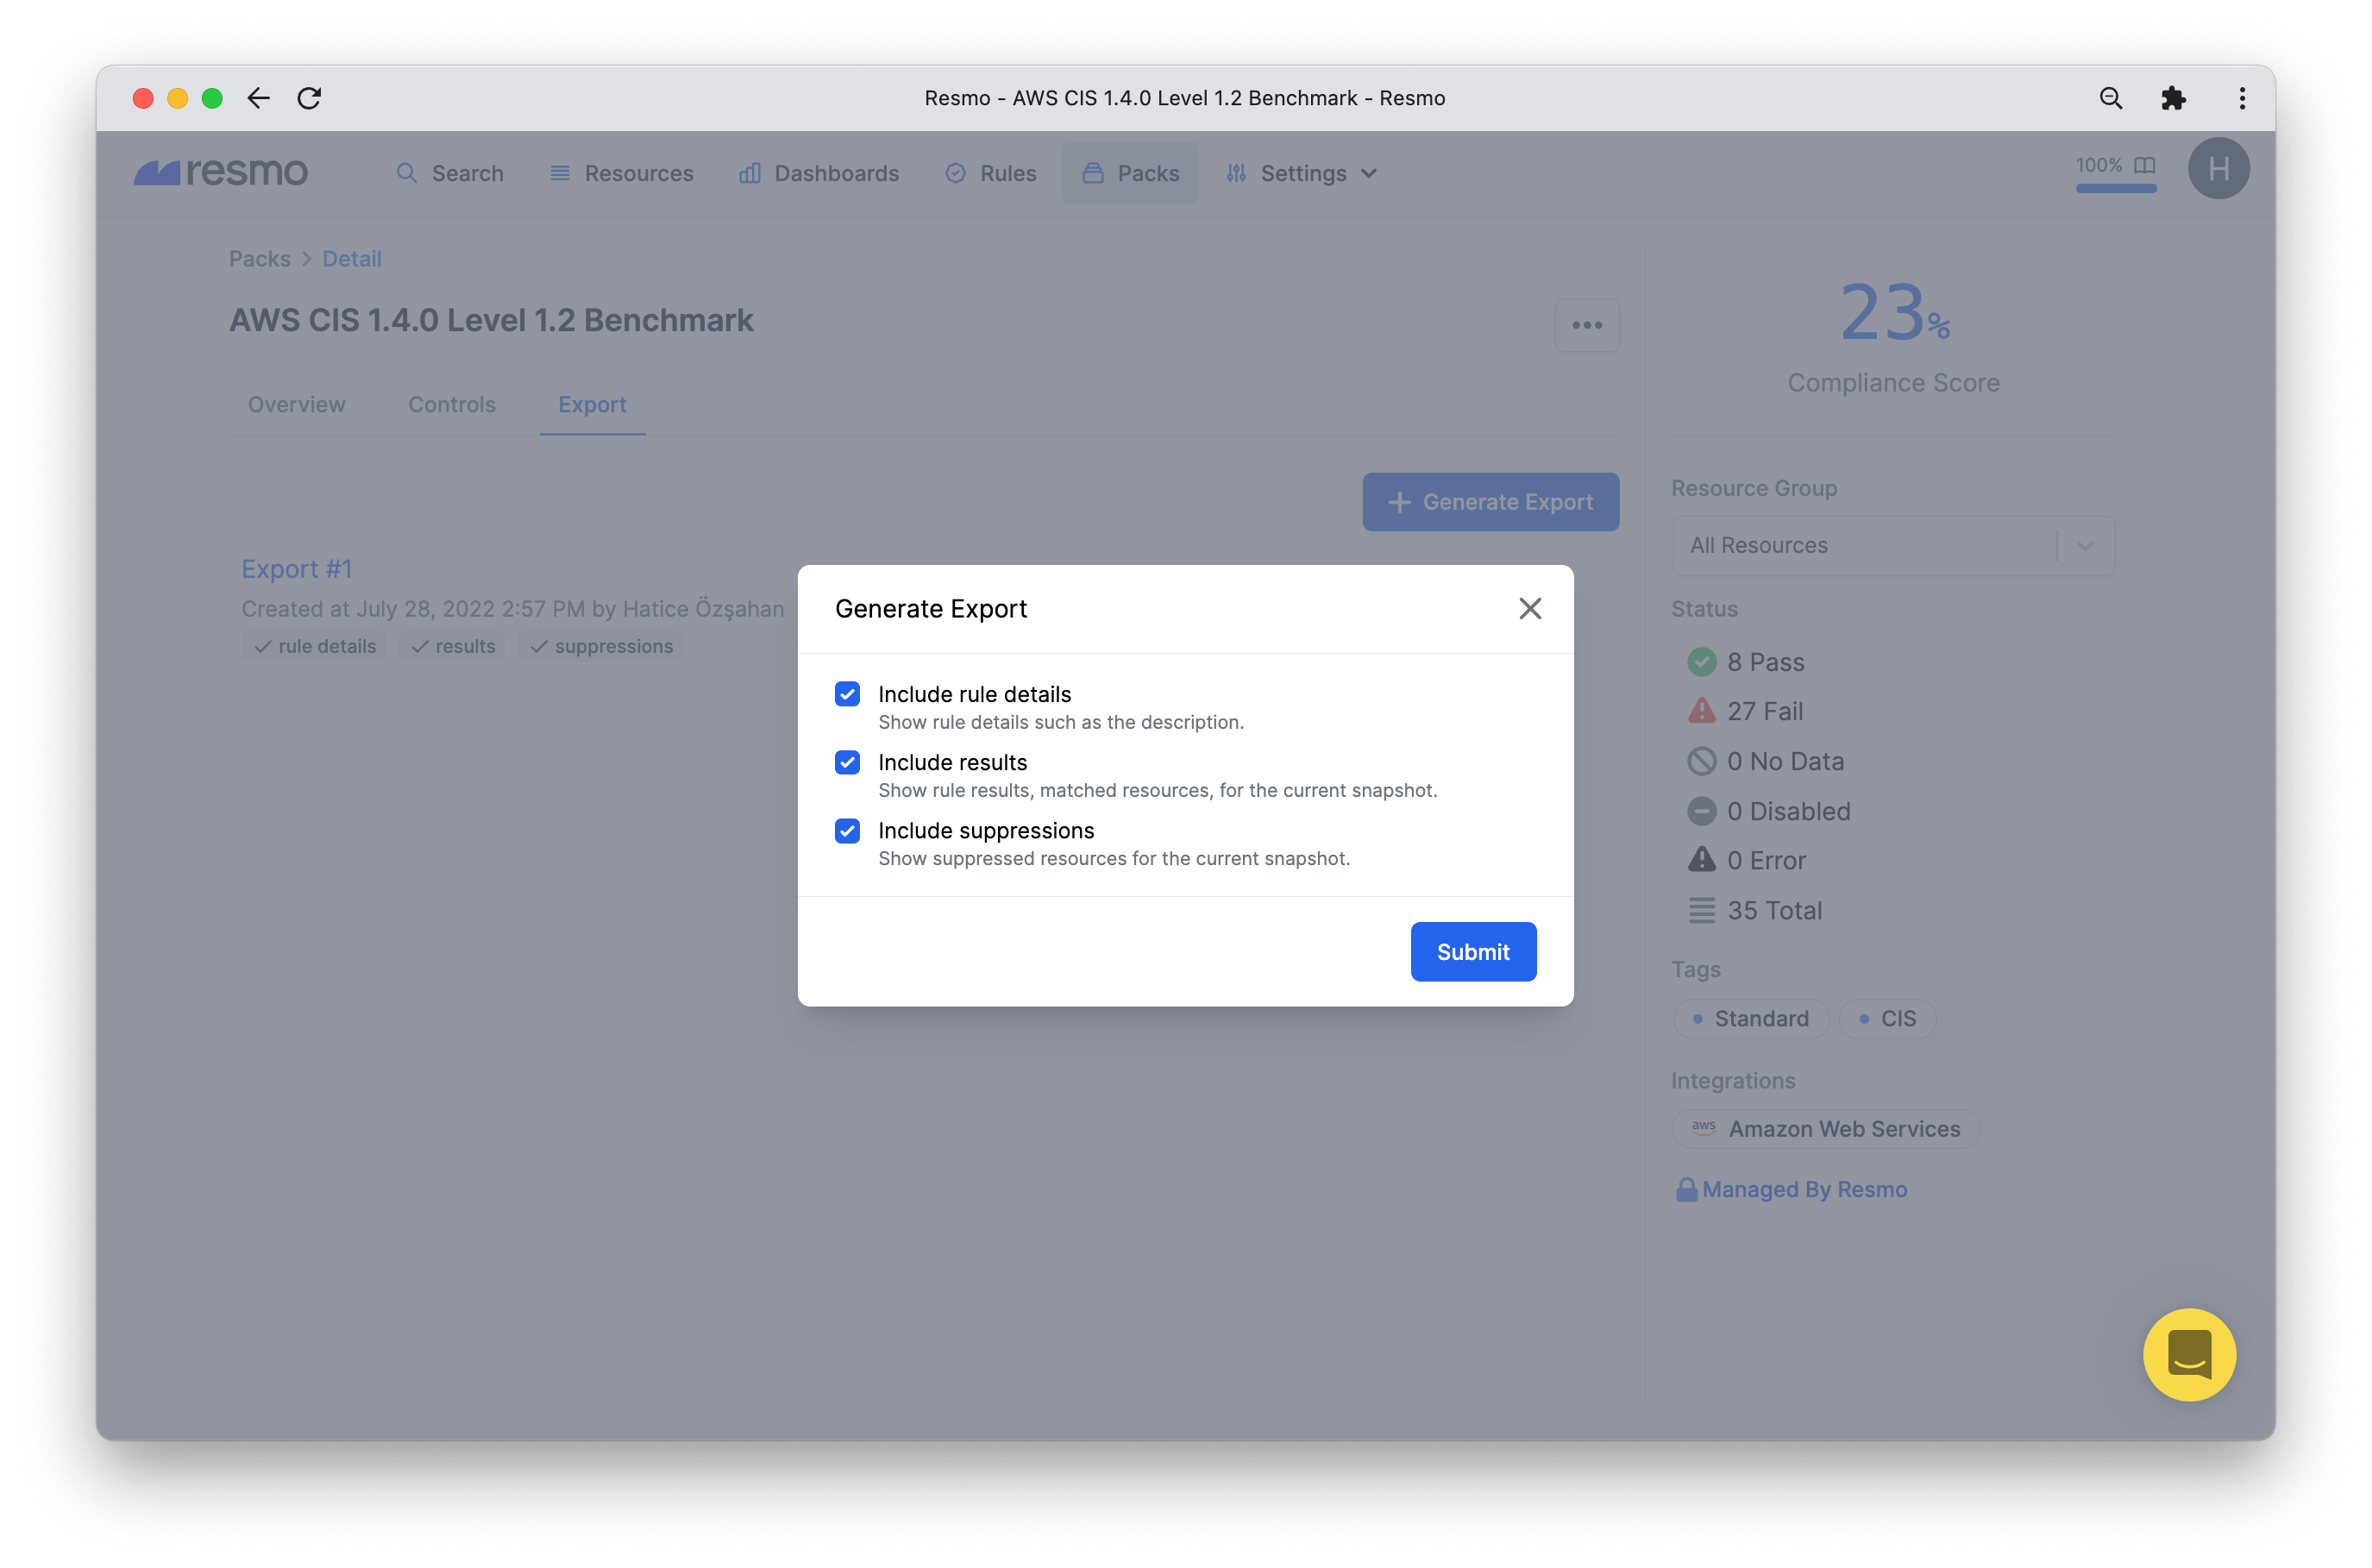 Resmo - AWS CIS 1.4.0 Level 1.2 Benchmark - Resmo
resmo
Search
Resources
Dashboards
Rules
Packs
Settings
100%
H
Packs > Detail
AWS CIS 1.4.0 Level 1.2 Benchmark
Overview
Controls
Export
Generate Export
Export #1
Created at July 28, 2022 2:57 PM by Hatice Özşahan
rule details
results
suppressions
Generate Export
Include rule details
Show rule details such as the description.
Include results
Show rule results, matched resources, for the current snapshot.
Include suppressions
Show suppressed resources for the current snapshot.
Submit
23%
Compliance Score
Resource Group
All Resources
Status
8 Pass
27 Fail
0 No Data
0 Disabled
0 Error
35 Total
Tags
Standard
CIS
Integrations
aws Amazon Web Services
Managed By Resmo